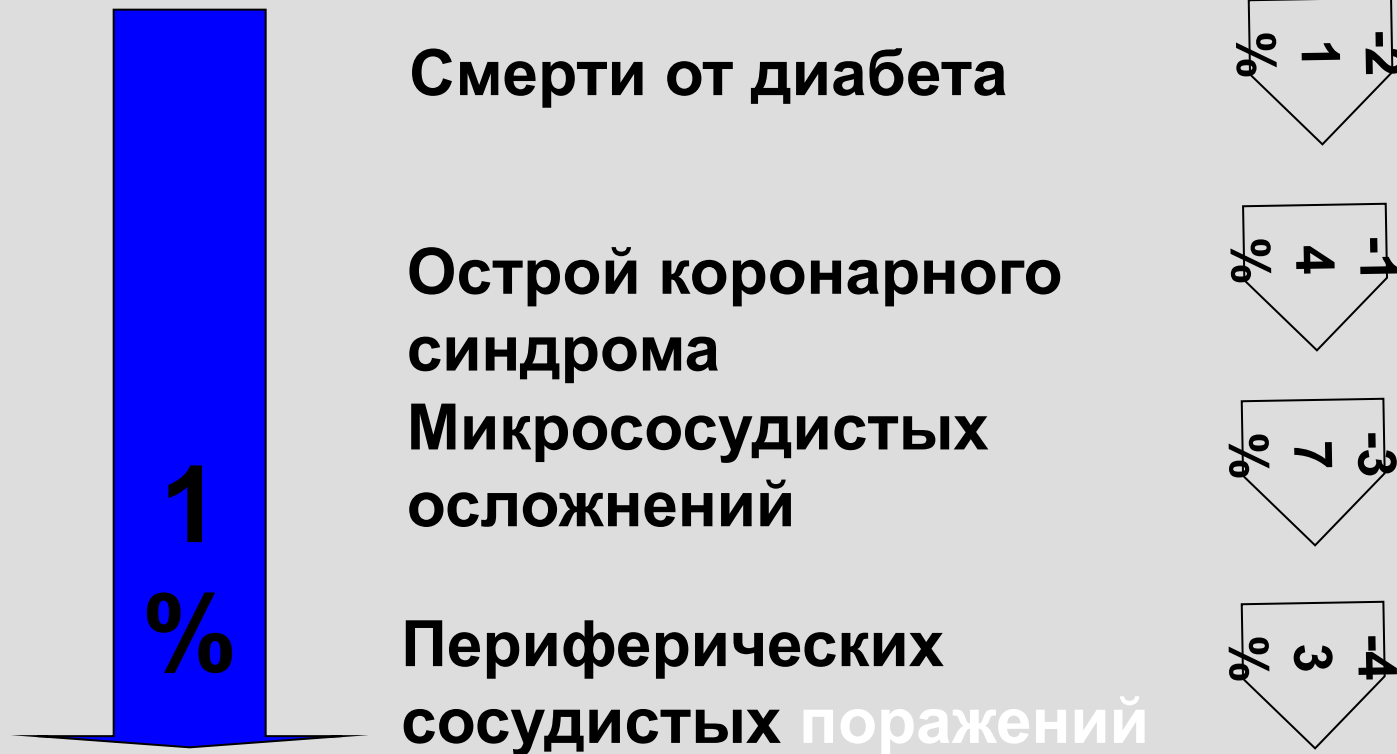 Смерти от диабета
-21%
Острой коронарного
синдрома
-14%
Микрососудистых
осложнений
-37%
1
%
Периферических
сосудистых поражений
-43%